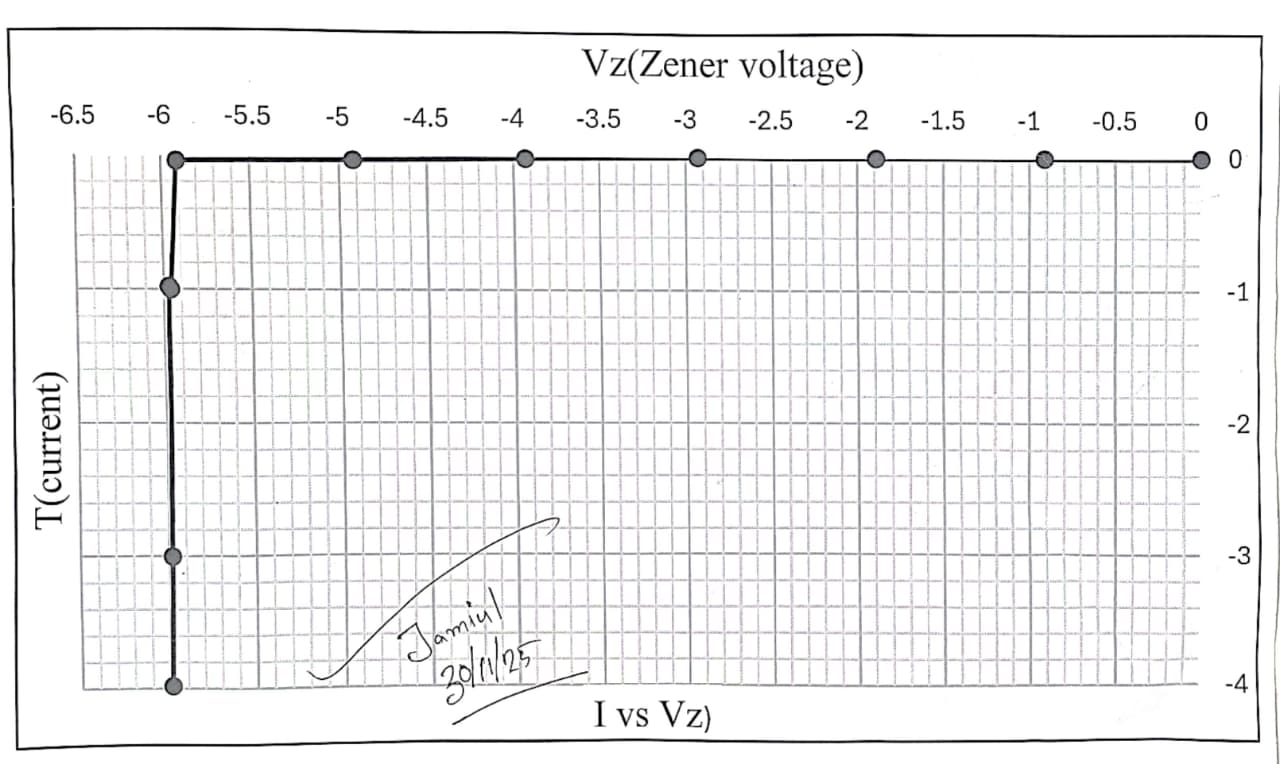 Vz(Zener voltage)
-6.5 -6 -5.5 -5 -4.5 -4 -3.5 -3 -2.5 -2 -1.5 -1 -0.5 0
0
-1
-2
-3
-4
T(current)
Jamiul
30/11/25
I vs Vz)